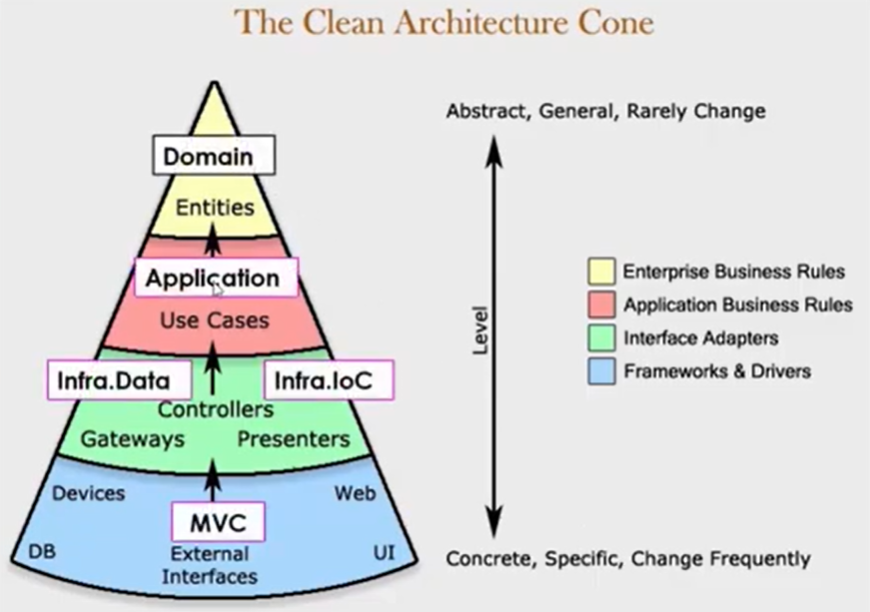 The Clean Architecture Cone
Abstract, General, Rarely Change
Domain
Entities
Application
Use Cases
Infra.Data
Infra.IoC
Controllers
Gateways
Presenters
Devices
Web
MVC
DB
External
Interfaces
UI
Level
Enterprise Business Rules
Application Business Rules
Interface Adapters
Frameworks & Drivers
Concrete, Specific, Change Frequently